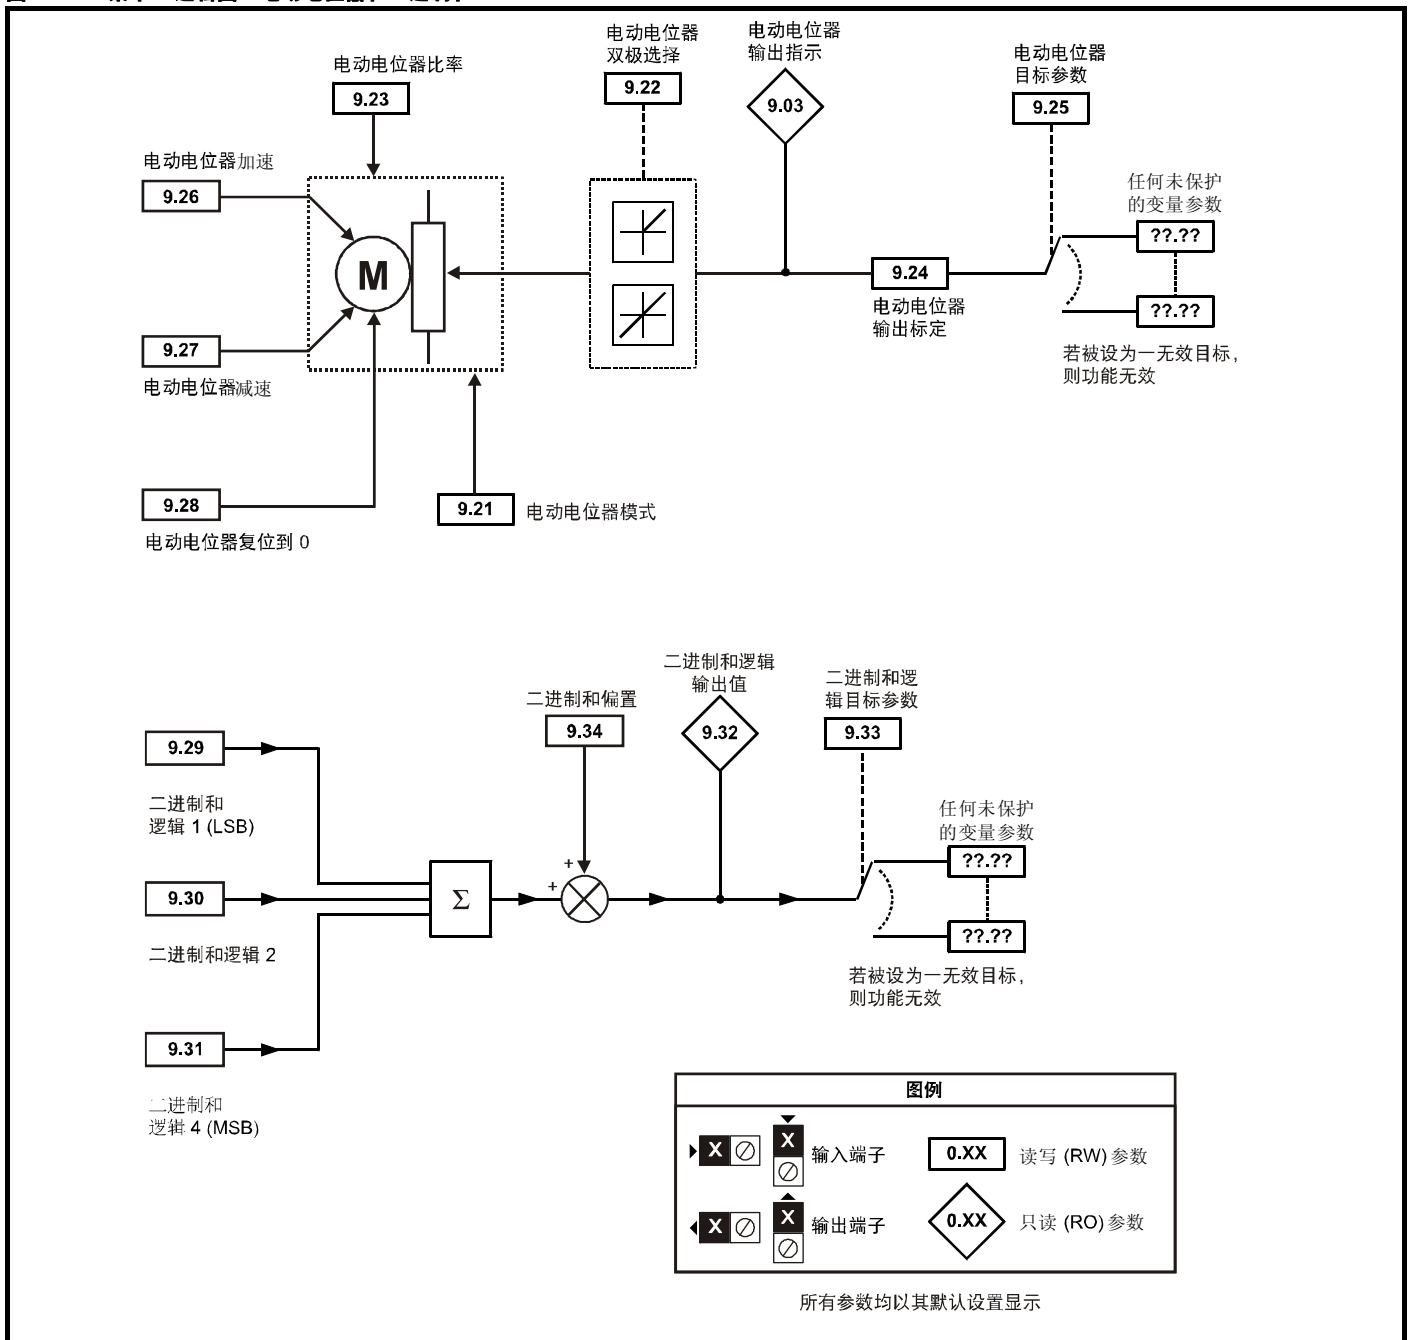 电动电位器比率
9.23
电动电位器
双极选择
9.22
电动电位器
输出指示
9.03
电动电位器
目标参数
9.25
电动电位器加速
9.26
M
任何未保护
的变量参数
??.??
??.??
9.24
电动电位器
输出标定
若被设为一无效目标，
则功能无效
9.27
电动电位器减速
9.28
电动电位器复位到 0
9.21
电动电位器模式
二进制和偏置
9.34
二进制和逻辑
输出值
9.32
二进制和逻
辑目标参数
9.33
9.29
二进制和
逻辑 1 (LSB)
9.30
二进制和逻辑 2
9.31
二进制和
逻辑 4 (MSB)
Σ
+
+
任何未保护
的变量参数
??.??
??.??
若被设为一无效目标，
则功能无效
图例
X
X
输入端子
0.XX
读写 (RW) 参数
X
X
输出端子
0.XX
只读 (RO) 参数
所有参数均以其默认设置显示